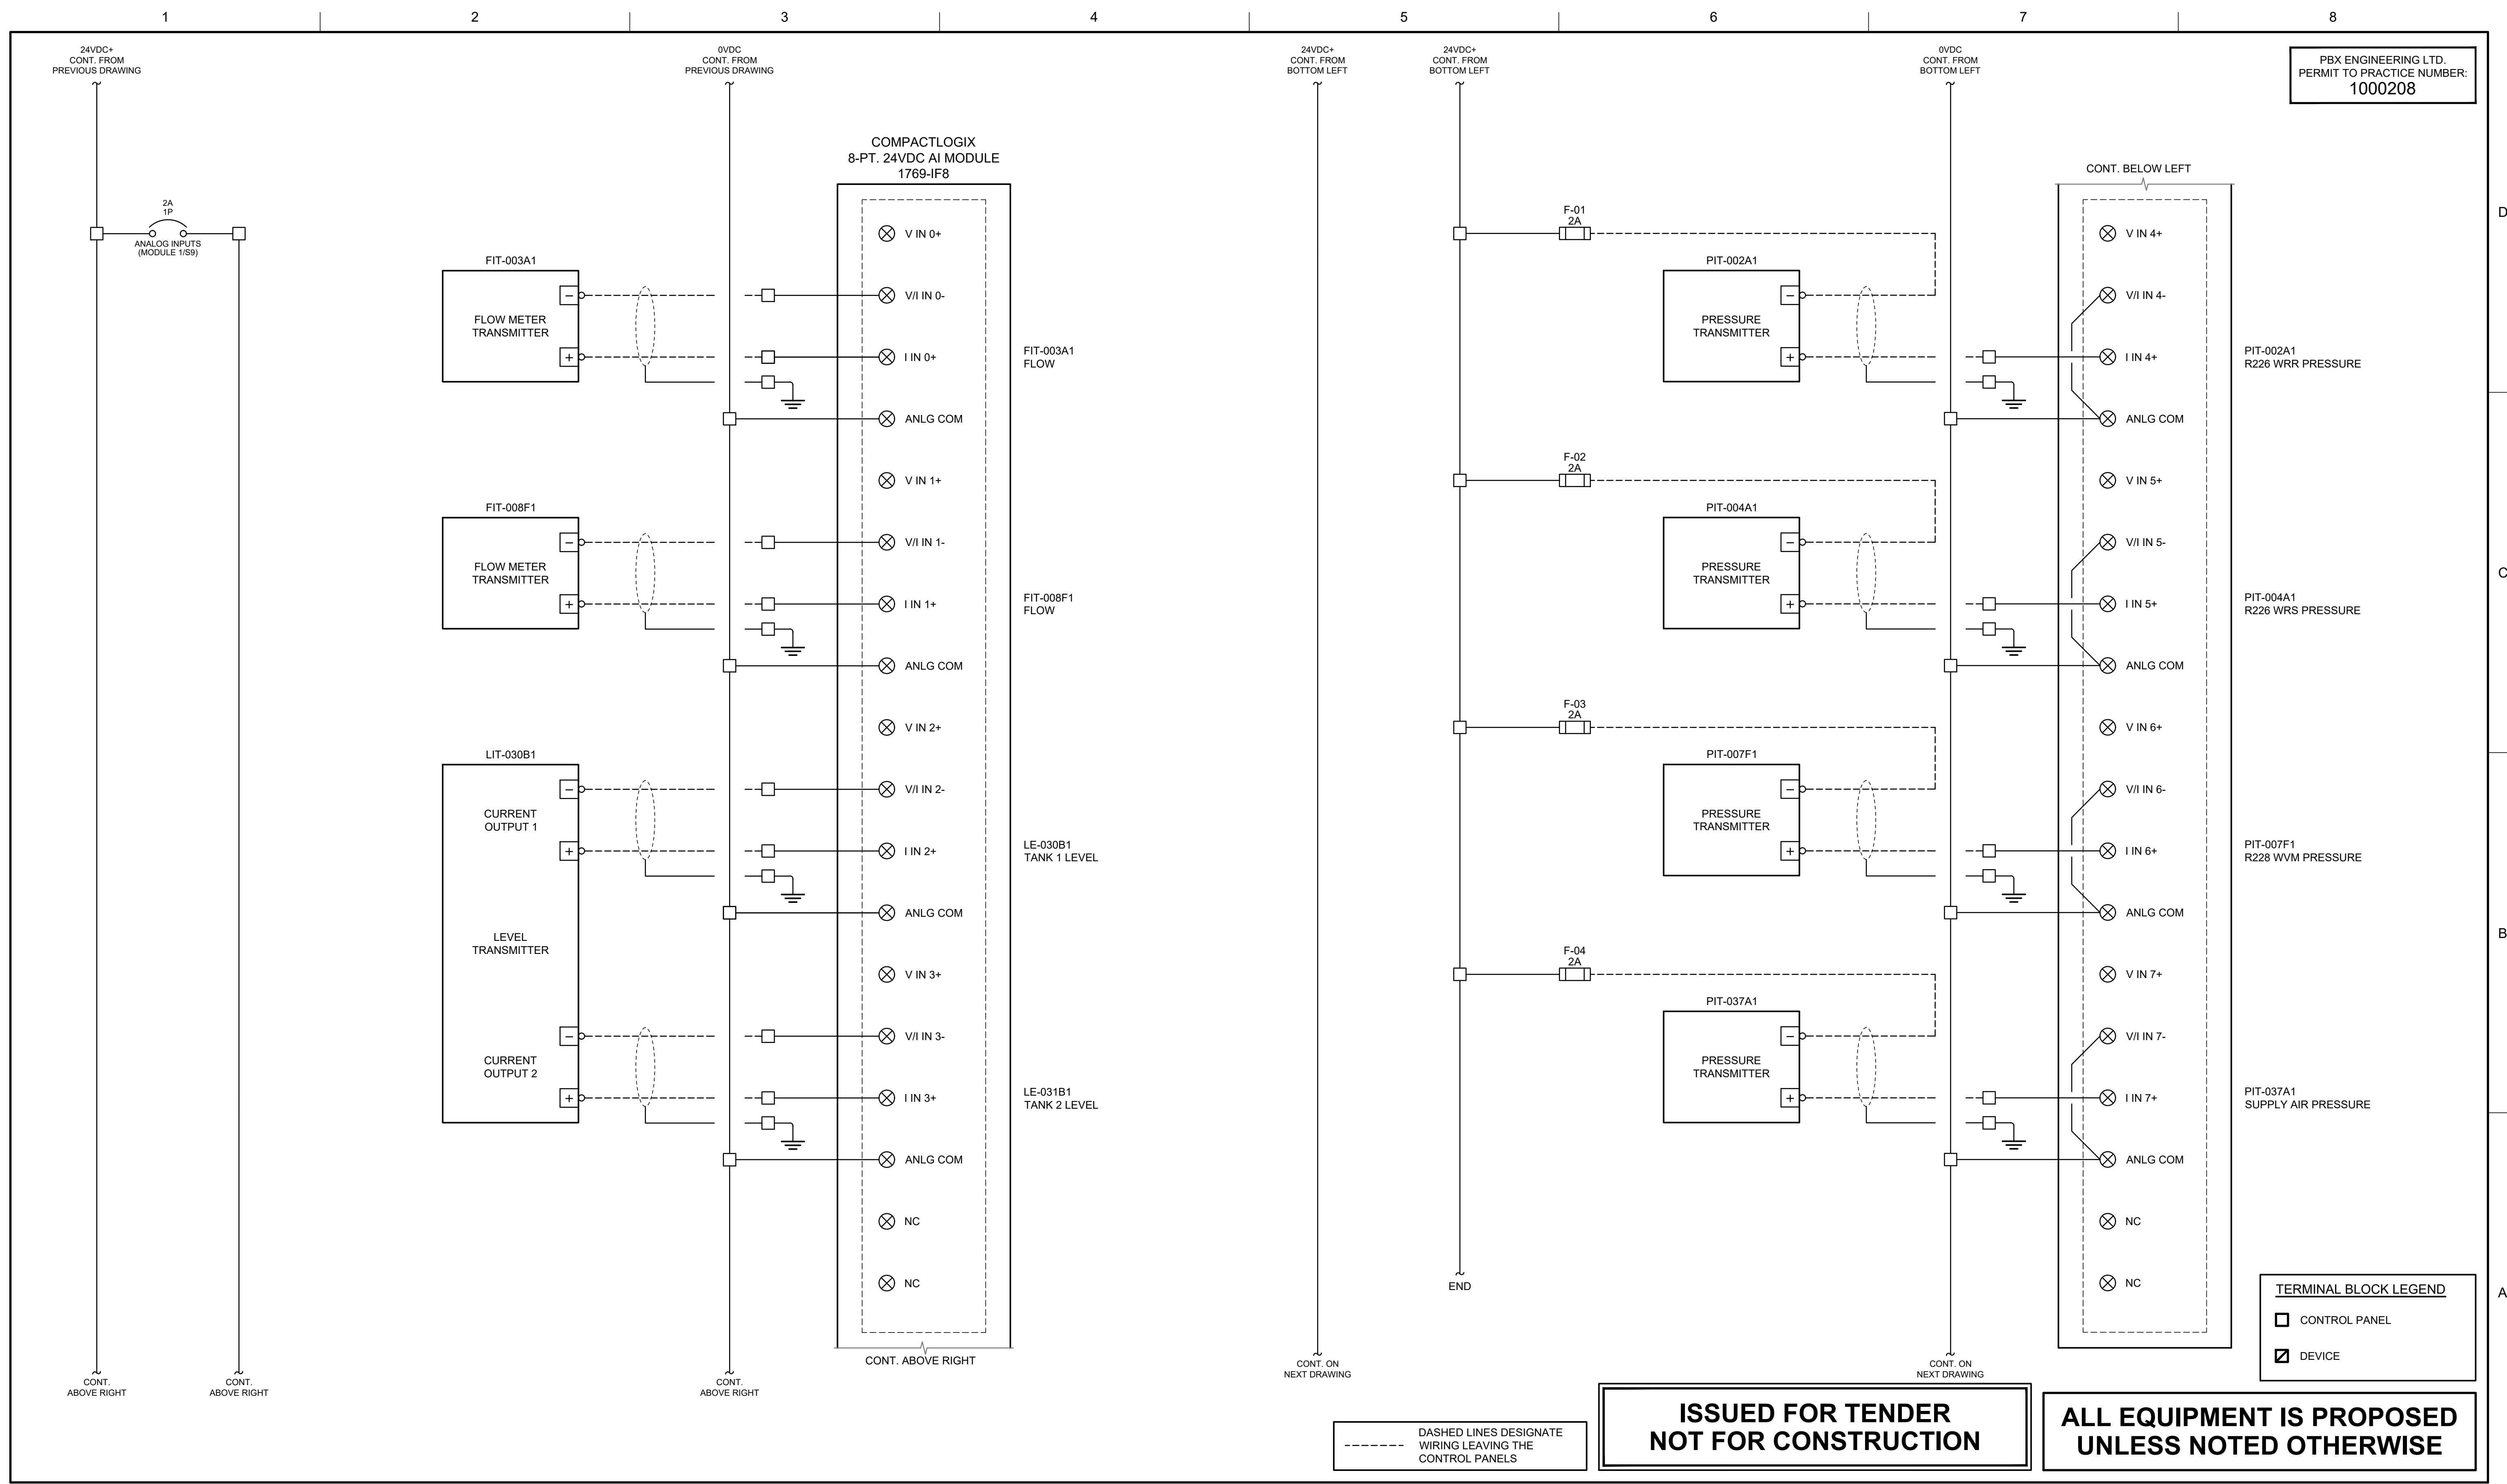 1 2 3 4 5 6 7 8
24VDC+
CONT. FROM
PREVIOUS DRAWING
0VDC
CONT. FROM
PREVIOUS DRAWING
24VDC+
CONT. FROM
BOTTOM LEFT
24VDC+
CONT. FROM
BOTTOM LEFT
0VDC
CONT. FROM
BOTTOM LEFT
PBX ENGINEERING LTD.
PERMIT TO PRACTICE NUMBER:
1000208
D
C
B
A
2A
1P
ANALOG INPUTS
(MODULE 1/S9)
COMPACTLOGIX
8-PT. 24VDC AI MODULE
1769-IF8
FIT-003A1
FLOW METER
TRANSMITTER
−
+
FIT-008F1
FLOW METER
TRANSMITTER
−
+
LIT-030B1
CURRENT
OUTPUT 1
LEVEL
TRANSMITTER
CURRENT
OUTPUT 2
−
+
−
+
V IN 0+
V/I IN 0-
I IN 0+
ANLG COM
V IN 1+
V/I IN 1-
I IN 1+
ANLG COM
V IN 2+
V/I IN 2-
I IN 2+
ANLG COM
V IN 3+
V/I IN 3-
I IN 3+
ANLG COM
NC
NC
CONT. ABOVE RIGHT
FIT-003A1
FLOW
FIT-008F1
FLOW
LE-030B1
TANK 1 LEVEL
LE-031B1
TANK 2 LEVEL
CONT.
ABOVE RIGHT
CONT.
ABOVE RIGHT
CONT.
ABOVE RIGHT
F-01
2A
PIT-002A1
PRESSURE
TRANSMITTER
−
+
F-02
2A
PIT-004A1
PRESSURE
TRANSMITTER
−
+
F-03
2A
PIT-007F1
PRESSURE
TRANSMITTER
−
+
F-04
2A
PIT-037A1
PRESSURE
TRANSMITTER
−
+
END
CONT. BELOW LEFT
V IN 4+
V/I IN 4-
I IN 4+
ANLG COM
V IN 5+
V/I IN 5-
I IN 5+
ANLG COM
V IN 6+
V/I IN 6-
I IN 6+
ANLG COM
V IN 7+
V/I IN 7-
I IN 7+
ANLG COM
NC
NC
PIT-002A1
R226 WRR PRESSURE
PIT-004A1
R226 WRS PRESSURE
PIT-007F1
R228 WVM PRESSURE
PIT-037A1
SUPPLY AIR PRESSURE
CONT. ON
NEXT DRAWING
CONT. ON
NEXT DRAWING
TERMINAL BLOCK LEGEND
CONTROL PANEL
DEVICE
DASHED LINES DESIGNATE
WIRING LEAVING THE
CONTROL PANELS
ISSUED FOR TENDER
NOT FOR CONSTRUCTION
ALL EQUIPMENT IS PROPOSED
UNLESS NOTED OTHERWISE